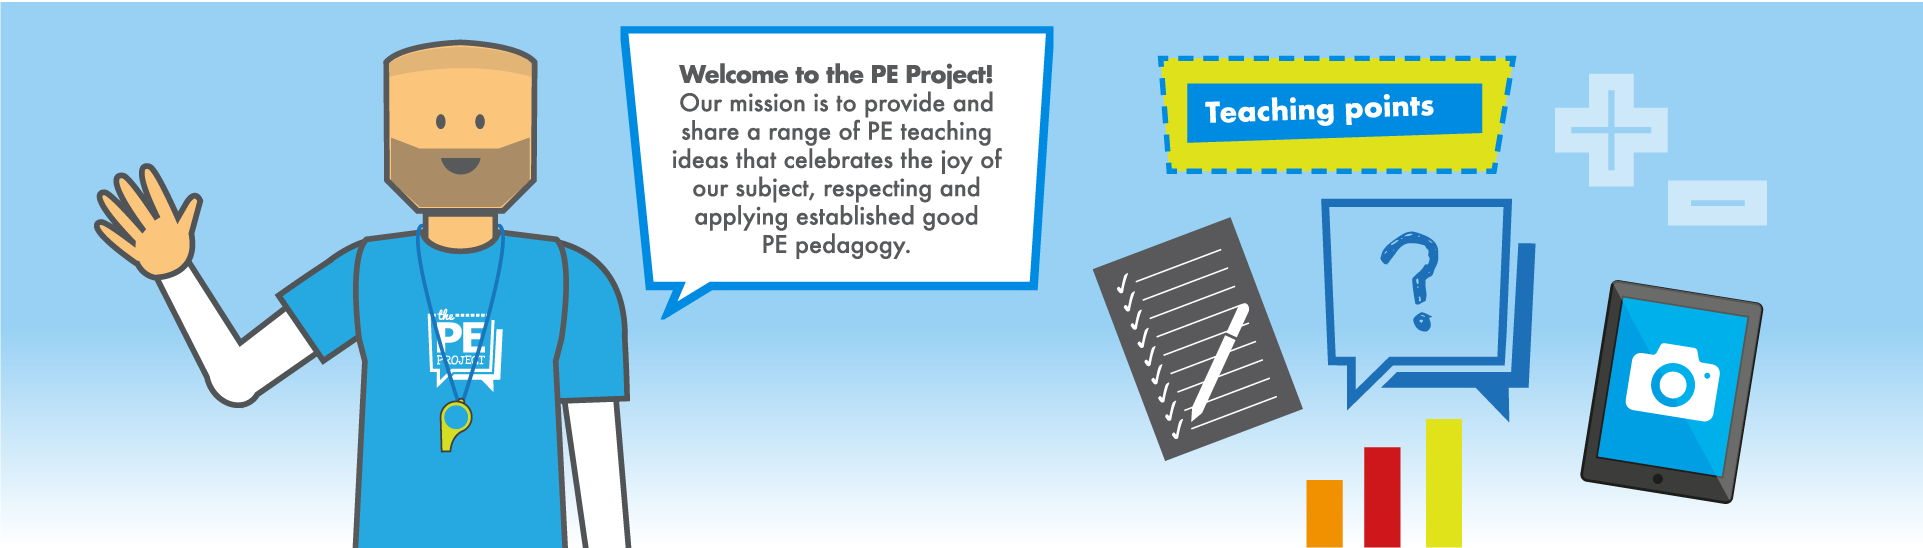 Welcome to the PE Project!
Our mission is to provide and
share a range of PE teaching
ideas that celebrates the joy of
our subject, respecting and
applying established good
PE pedagogy.
Teaching points
?
the
PE
PROJECT